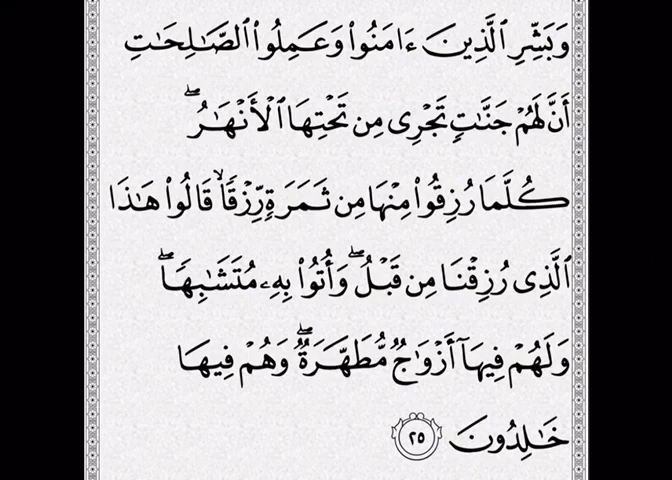 وَبَشِّرِ ٱلَّذِينَ ءَامَنُوا۟ وَعَمِلُوا۟ ٱلصَّـٰلِحَـٰتِ
أَنَّ لَهُمْ جَنَّـٰتٍ تَجْرِى مِن تَحْتِهَا ٱلْأَنْهَـٰرُ ۖ
كُلَّمَا رُزِقُوا۟ مِنْهَا مِن ثَمَرَةٍ رِّزْقًا ۙ قَالُوا۟ هَـٰذَا
ٱلَّذِى رُزِقْنَا مِن قَبْلُ ۖ وَأُتُوا۟ بِهِۦ مُتَشَـٰبِهًا ۖ
وَلَهُمْ فِيهَآ أَزْوَٰجٌ مُّطَهَّرَةٌ ۖ وَهُمْ فِيهَا
خَـٰلِدُونَ ٢٥